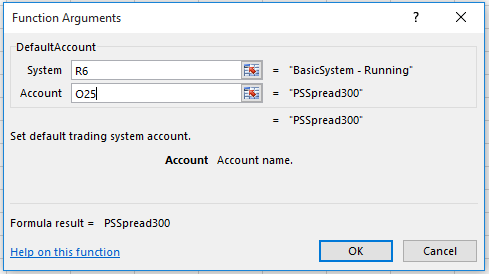 Function Arguments
DefaultAccount
System R6 = "BasicSystem - Running"
Account O25 = "PSSpread300"
= "PSSpread300"
Set default trading system account.
Account Account name.
Formula result = PSSpread300
Help on this function
OK Cancel